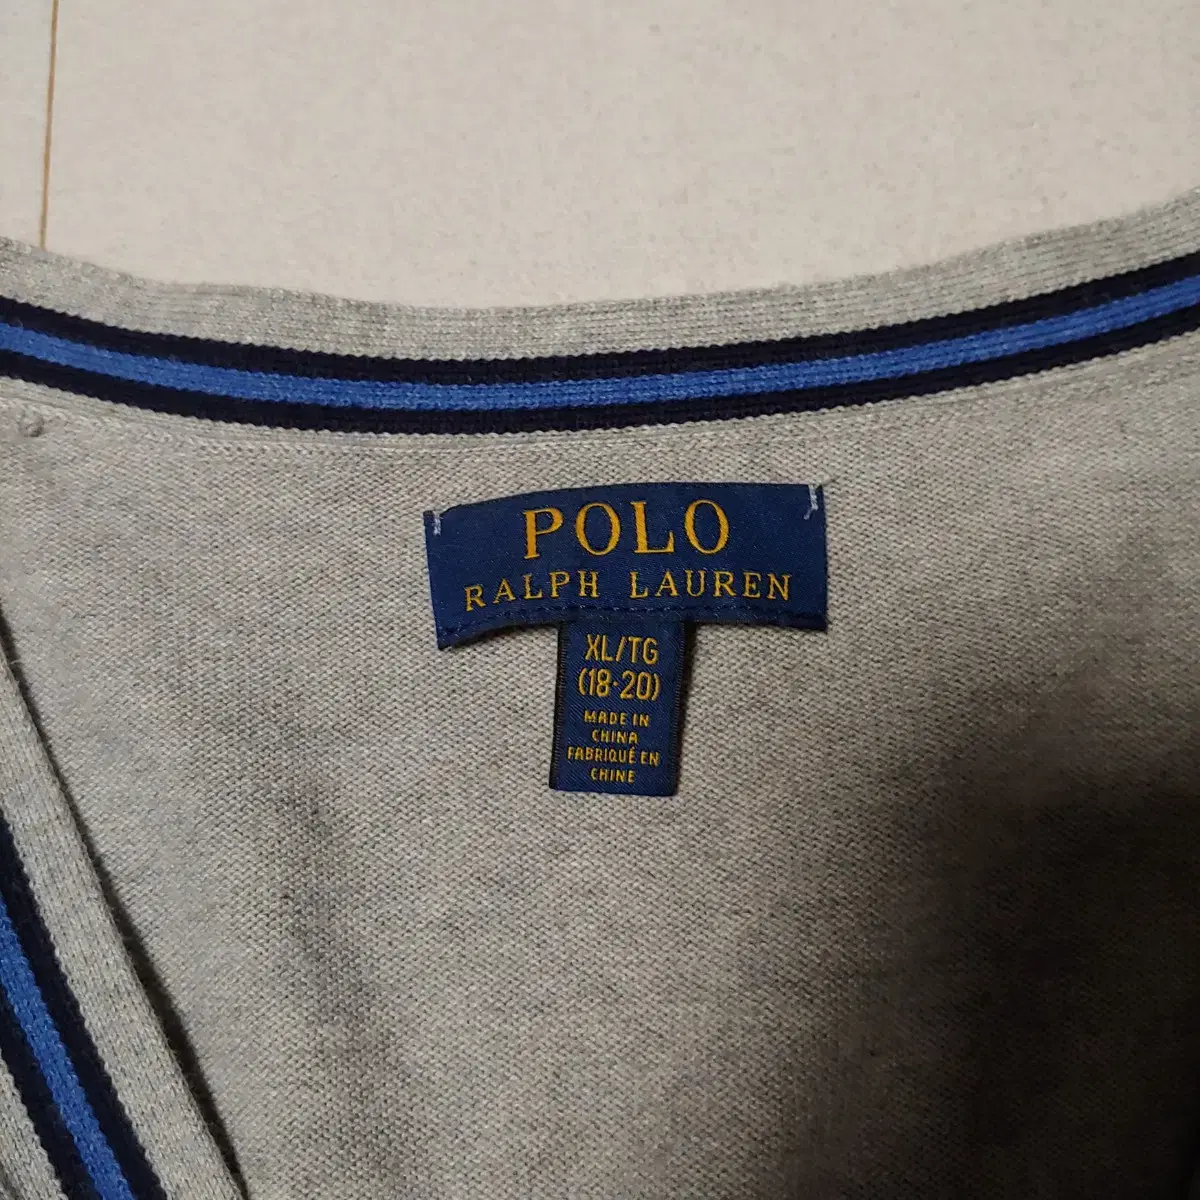 POLO
RALPH LAUREN
XL/TG
(18·20)
MADE IN
CHINA
FABRIQUÉ EN
CHINE